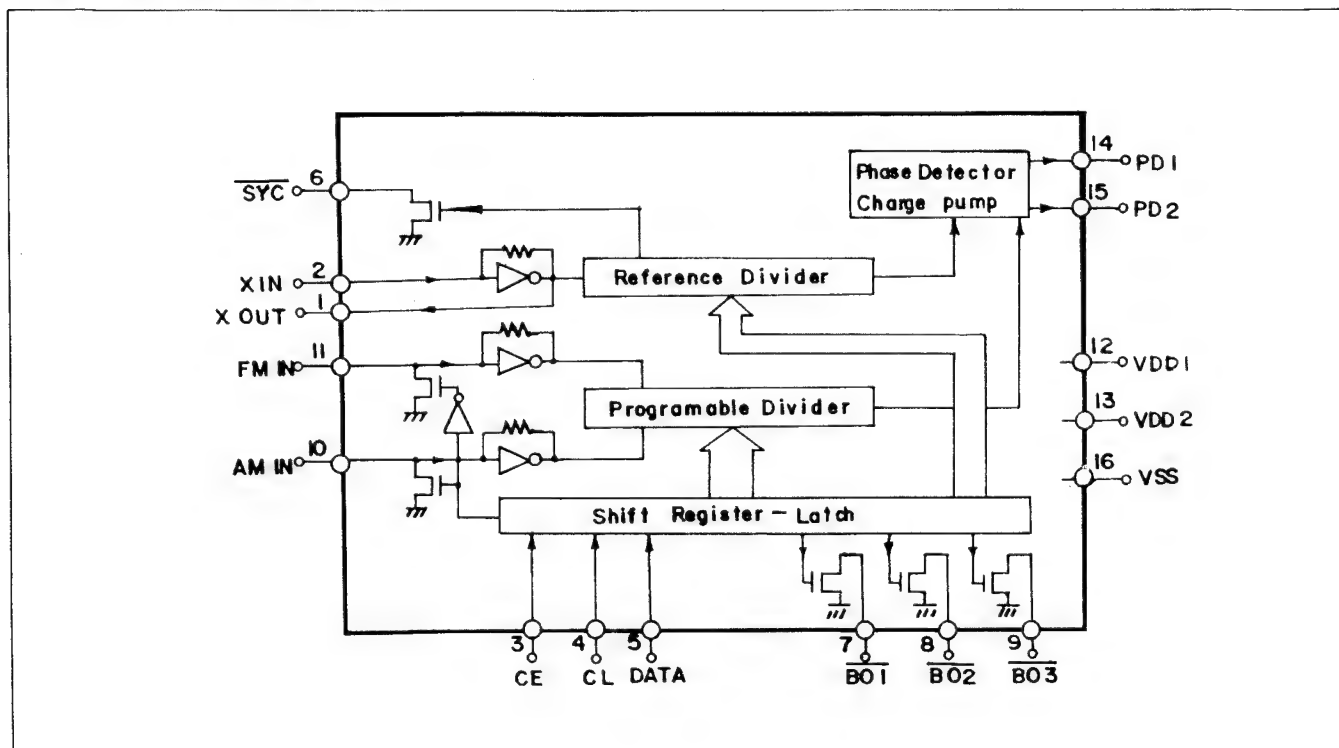 14
PD1
Phase Detector
Charge pump
15
PD2
6
SYC
2
XIN
Reference Divider
1
X OUT
11
FM IN
12
VDD1
Programable Divider
13
VDD2
10
AM IN
16
VSS
Shift Register-Latch
3
4
5
7
8
9
CE
CL
DATA
BO1
BO2
BO3